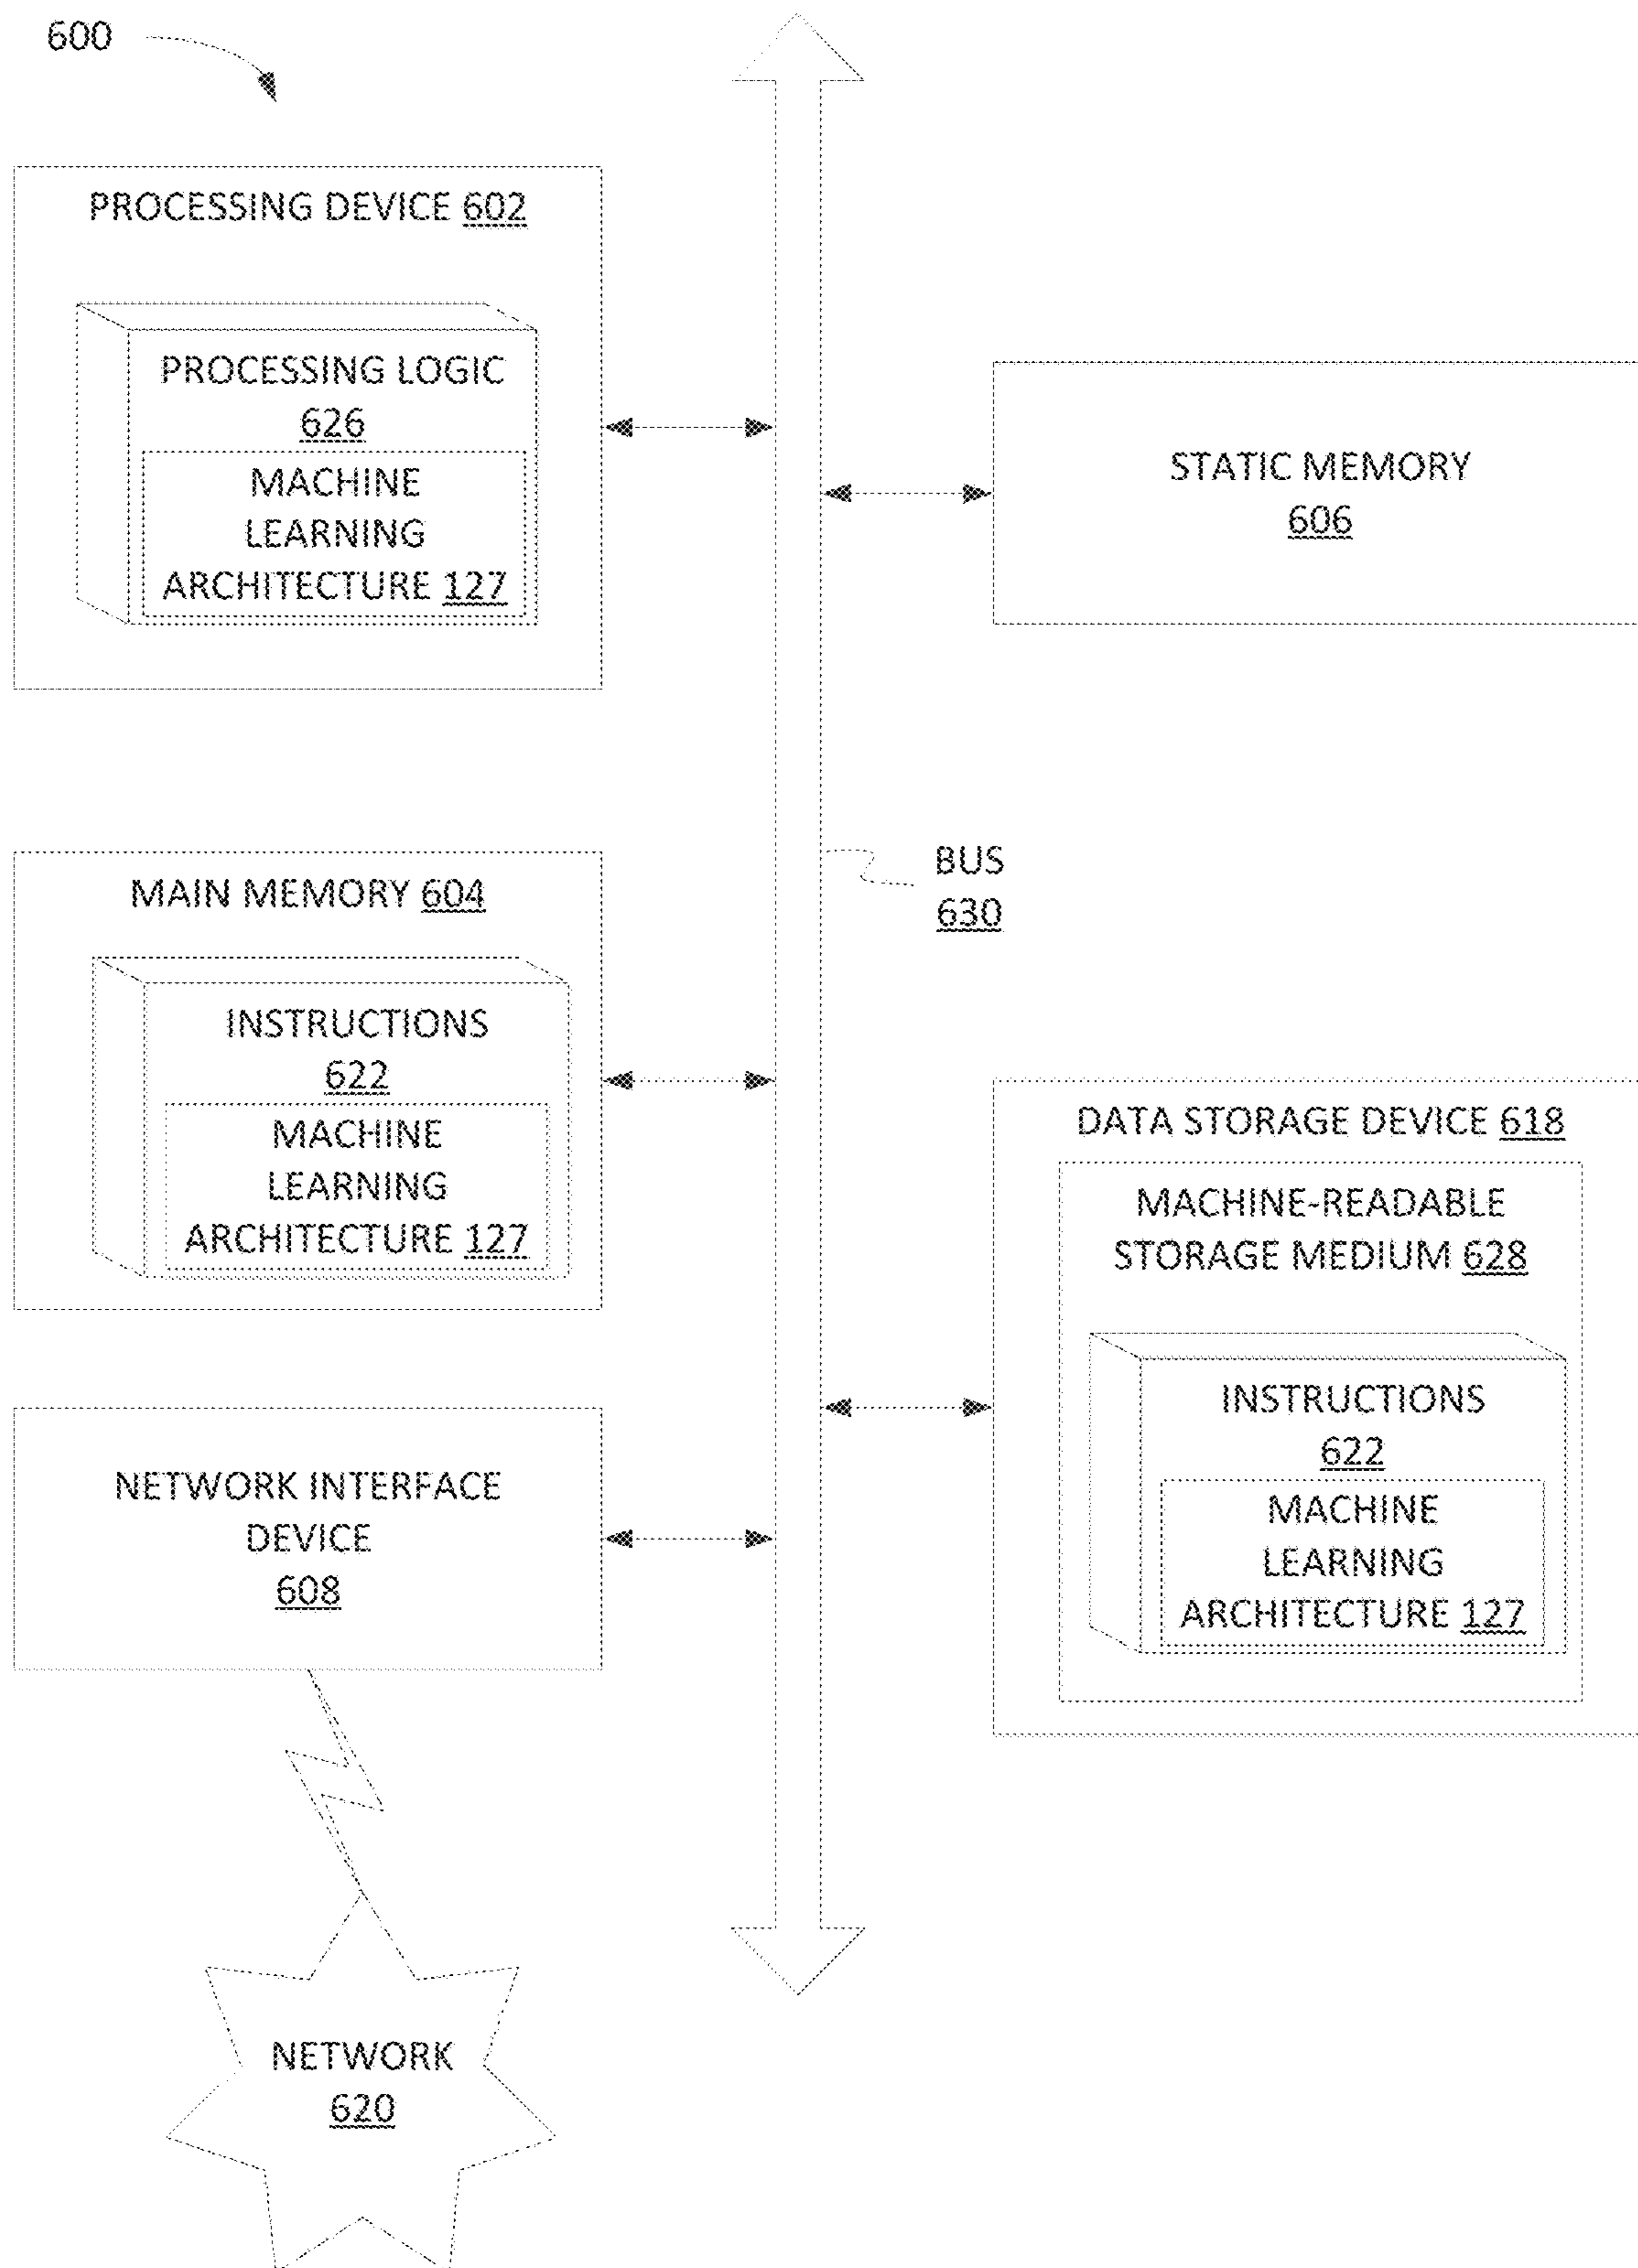 600
PROCESSING DEVICE 602
PROCESSING LOGIC
626
MACHINE
LEARNING
ARCHITECTURE 127
STATIC MEMORY
606
MAIN MEMORY 604
INSTRUCTIONS
622
MACHINE
LEARNING
ARCHITECTURE 127
BUS
630
DATA STORAGE DEVICE 618
MACHINE-READABLE
STORAGE MEDIUM 628
INSTRUCTIONS
622
MACHINE
LEARNING
ARCHITECTURE 127
NETWORK INTERFACE
DEVICE
608
NETWORK
620